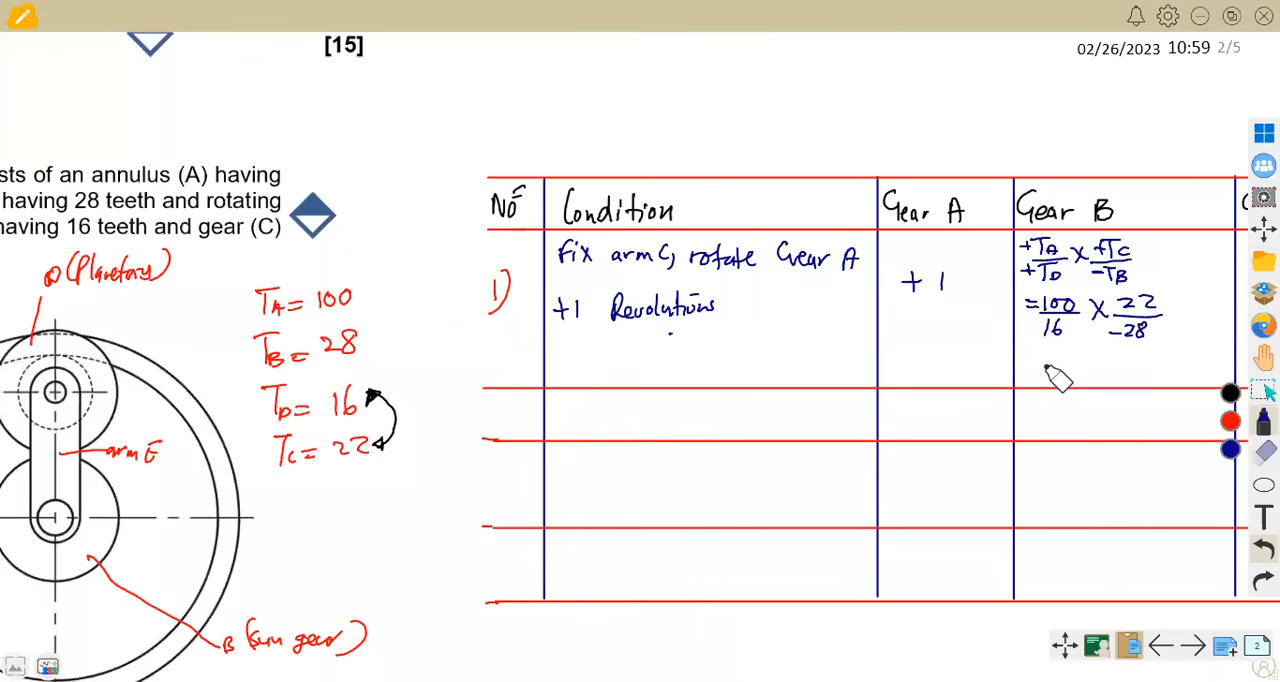 02/26/2023 10:59 2/5
[15]
sts of an annulus (A) having
having 28 teeth and rotating
having 16 teeth and gear (C)
D (Planetary)
TA = 100
TB = 28
TD = 16
TC = 22
arm E
B (sun gear)
No Condition Gear A Gear B
1) Fix arm C, rotate Gear A
+1 Revolutions
+1
+TA/+TD × +TC/-TB
= 100/16 × 22/-28
T
2